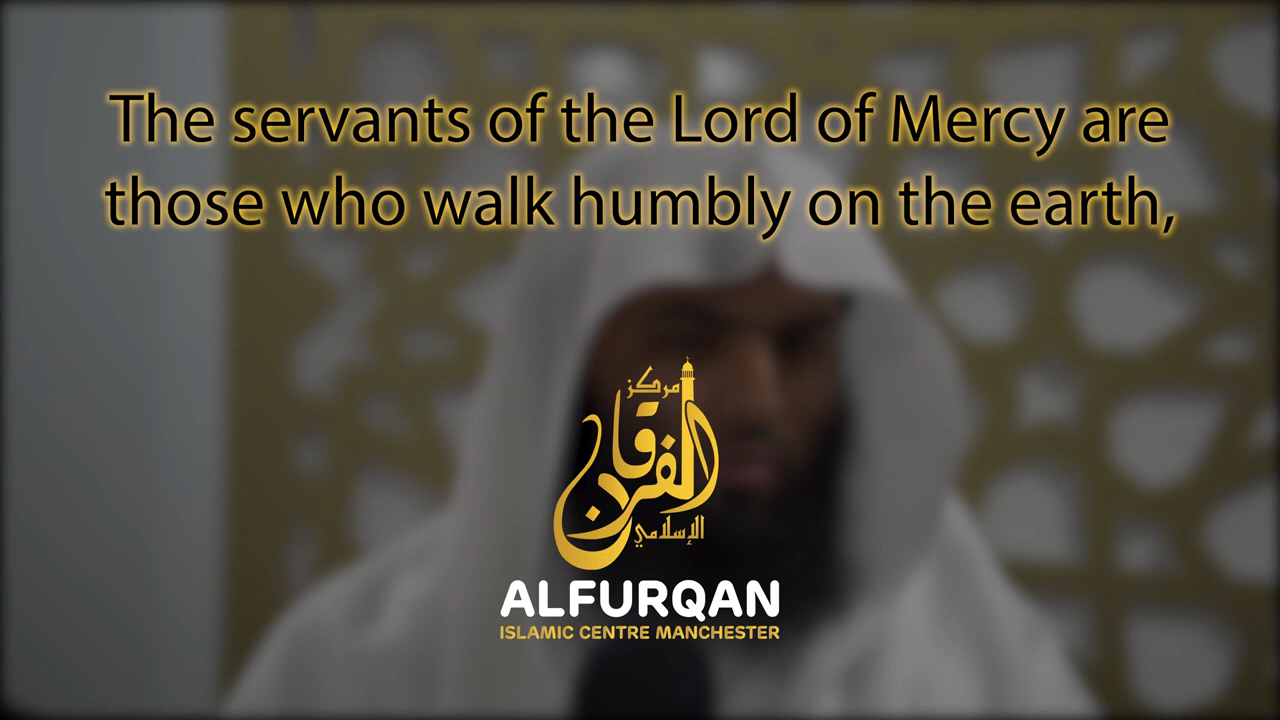 The servants of the Lord of Mercy are
those who walk humbly on the earth,
مركز
الفرقان
الإسلامي
ALFURQAN
ISLAMIC CENTRE MANCHESTER